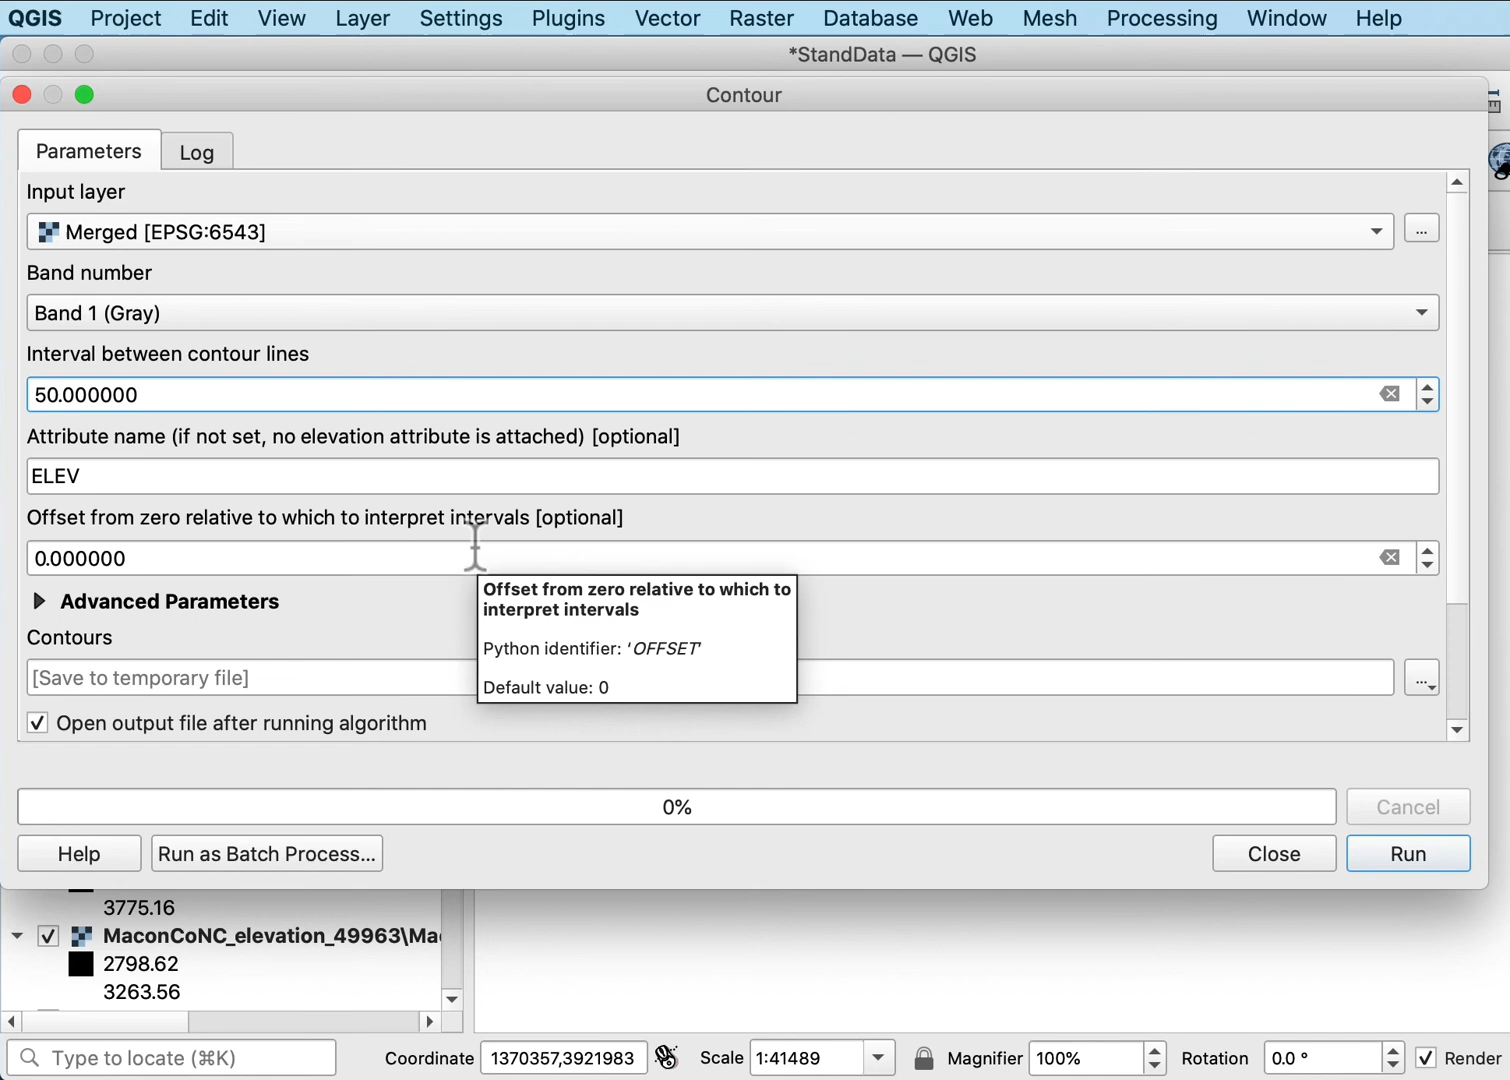 QGIS Project Edit View Layer Settings Plugins Vector Raster Database Web Mesh Processing Window Help
*StandData — QGIS
Contour
Parameters Log
Input layer
Merged [EPSG:6543] ...
Band number
Band 1 (Gray)
Interval between contour lines
50.000000
Attribute name (if not set, no elevation attribute is attached) [optional]
ELEV
Offset from zero relative to which to interpret intervals [optional]
0.000000
Offset from zero relative to which to
interpret intervals
Python identifier: 'OFFSET'
Default value: 0
Advanced Parameters
Contours
[Save to temporary file] ...
Open output file after running algorithm
0% Cancel
Help Run as Batch Process... Close Run
3775.16
MaconCoNC_elevation_49963\Ma
2798.62
3263.56
Type to locate (⌘K) Coordinate 1370357,3921983 Scale 1:41489 Magnifier 100% Rotation 0.0 ° Render